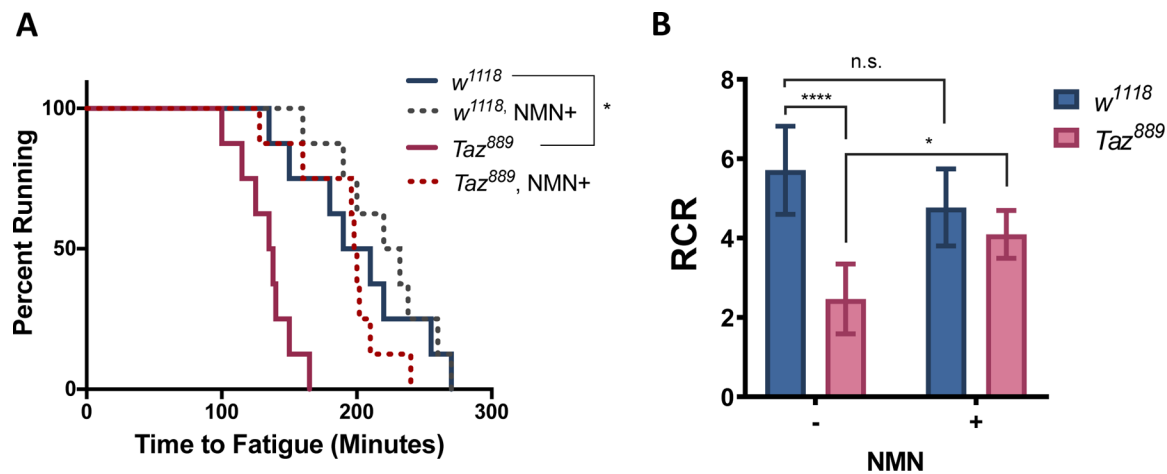 A
w¹¹¹⁸
w¹¹¹⁸, NMN+
Taz⁸⁸⁹
Taz⁸⁸⁹, NMN+
*
Percent Running
100
50
0
0 100 200 300
Time to Fatigue (Minutes)
B
n.s.
****
*
w¹¹¹⁸
Taz⁸⁸⁹
RCR
8
6
4
2
0
- +
NMN